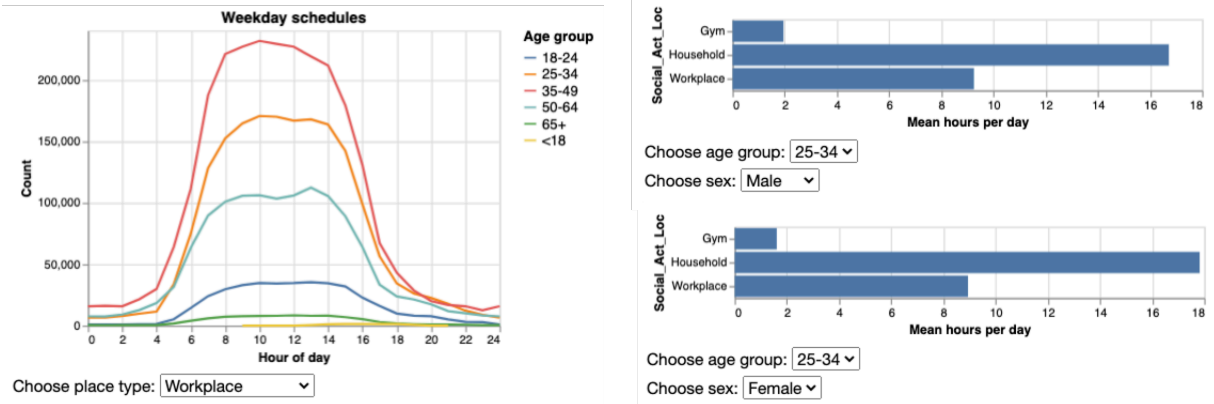 Weekday schedules
Count
200,000
150,000
100,000
50,000
0
0 2 4 6 8 10 12 14 16 18 20 22 24
Hour of day
Age group
18-24
25-34
35-49
50-64
65+
<18
Choose place type: Workplace
Social_Act_Loc
Gym
Household
Workplace
0 2 4 6 8 10 12 14 16 18
Mean hours per day
Choose age group: 25-34
Choose sex: Male
Social_Act_Loc
Gym
Household
Workplace
0 2 4 6 8 10 12 14 16 18
Mean hours per day
Choose age group: 25-34
Choose sex: Female